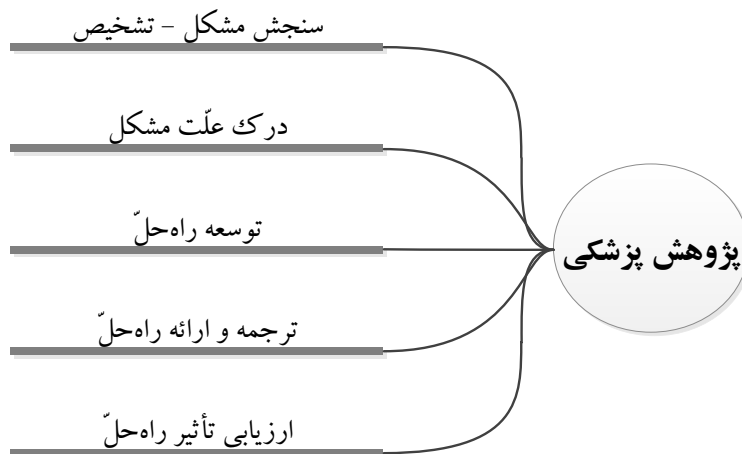 پژوهش پزشکی
سنجش مشکل – تشخیص
درک علّت مشکل
توسعه راه‌حلّ
ترجمه و ارائه راه‌حلّ
ارزیابی تأثیر راه‌حلّ